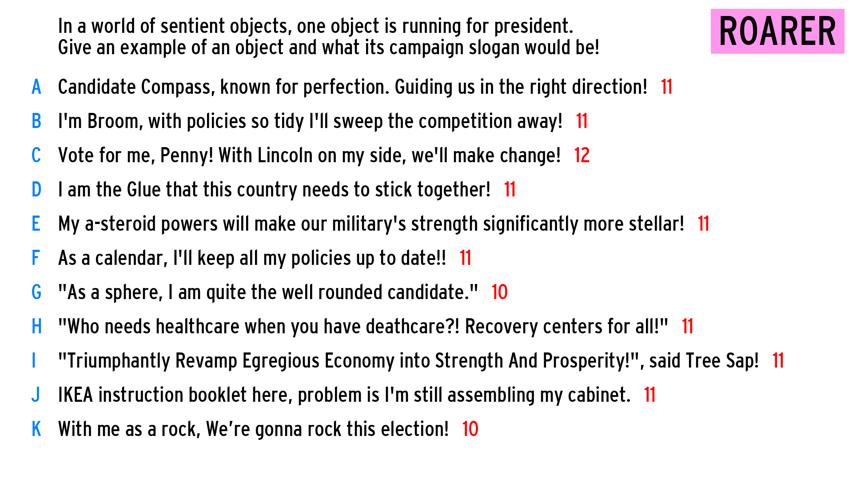 In a world of sentient objects, one object is running for president.
Give an example of an object and what its campaign slogan would be!
ROARER
A Candidate Compass, known for perfection. Guiding us in the right direction! 11
B I'm Broom, with policies so tidy I'll sweep the competition away! 11
C Vote for me, Penny! With Lincoln on my side, we'll make change! 12
D I am the Glue that this country needs to stick together! 11
E My a-steroid powers will make our military's strength significantly more stellar! 11
F As a calendar, I'll keep all my policies up to date!! 11
G "As a sphere, I am quite the well rounded candidate." 10
H "Who needs healthcare when you have deathcare?! Recovery centers for all!" 11
I "Triumphantly Revamp Egregious Economy into Strength And Prosperity!", said Tree Sap! 11
J IKEA instruction booklet here, problem is I'm still assembling my cabinet. 11
K With me as a rock, We’re gonna rock this election! 10